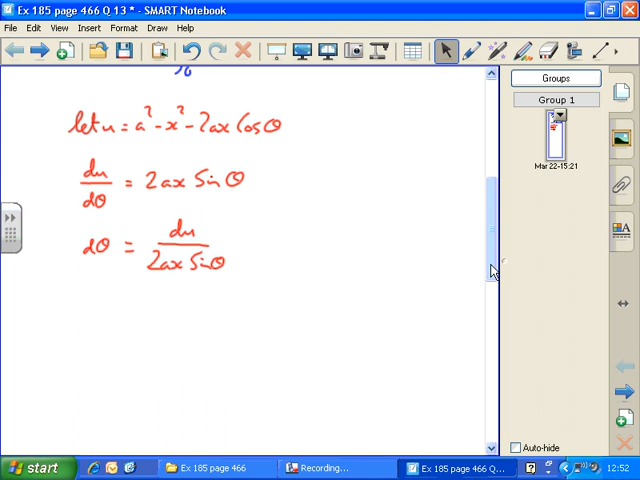 Ex 185 page 466 Q 13 * - SMART Notebook
File Edit View Insert Format Draw Help
Groups
Group 1
Mar 22-15:21
let u = a² - x² - 2ax Cos θ
du/dθ = 2ax Sin θ
dθ = du/2ax Sin θ
Auto-hide
start
Ex 185 page 466
Recording...
Ex 185 page 466 Q...
12:52